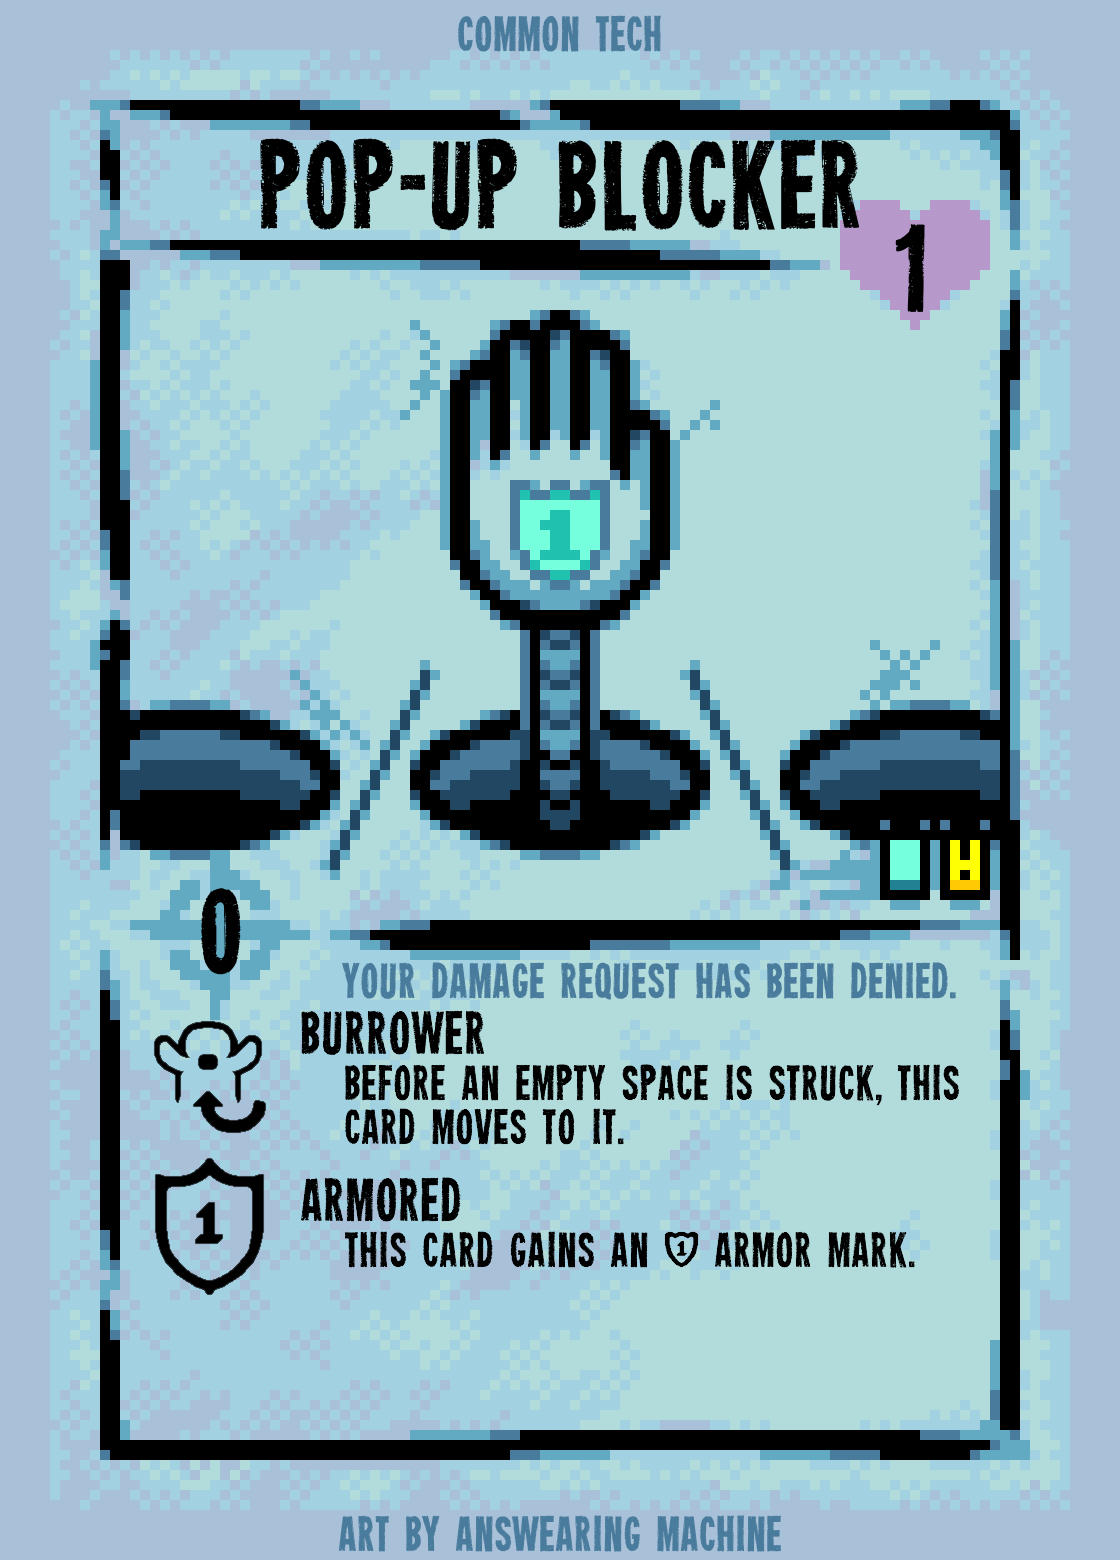 COMMON TECH
POP-UP BLOCKER
1
1
0
YOUR DAMAGE REQUEST HAS BEEN DENIED.
BURROWER
BEFORE AN EMPTY SPACE IS STRUCK, THIS
CARD MOVES TO IT.
1
ARMORED
THIS CARD GAINS AN 1 ARMOR MARK.
ART BY ANSWEARING MACHINE